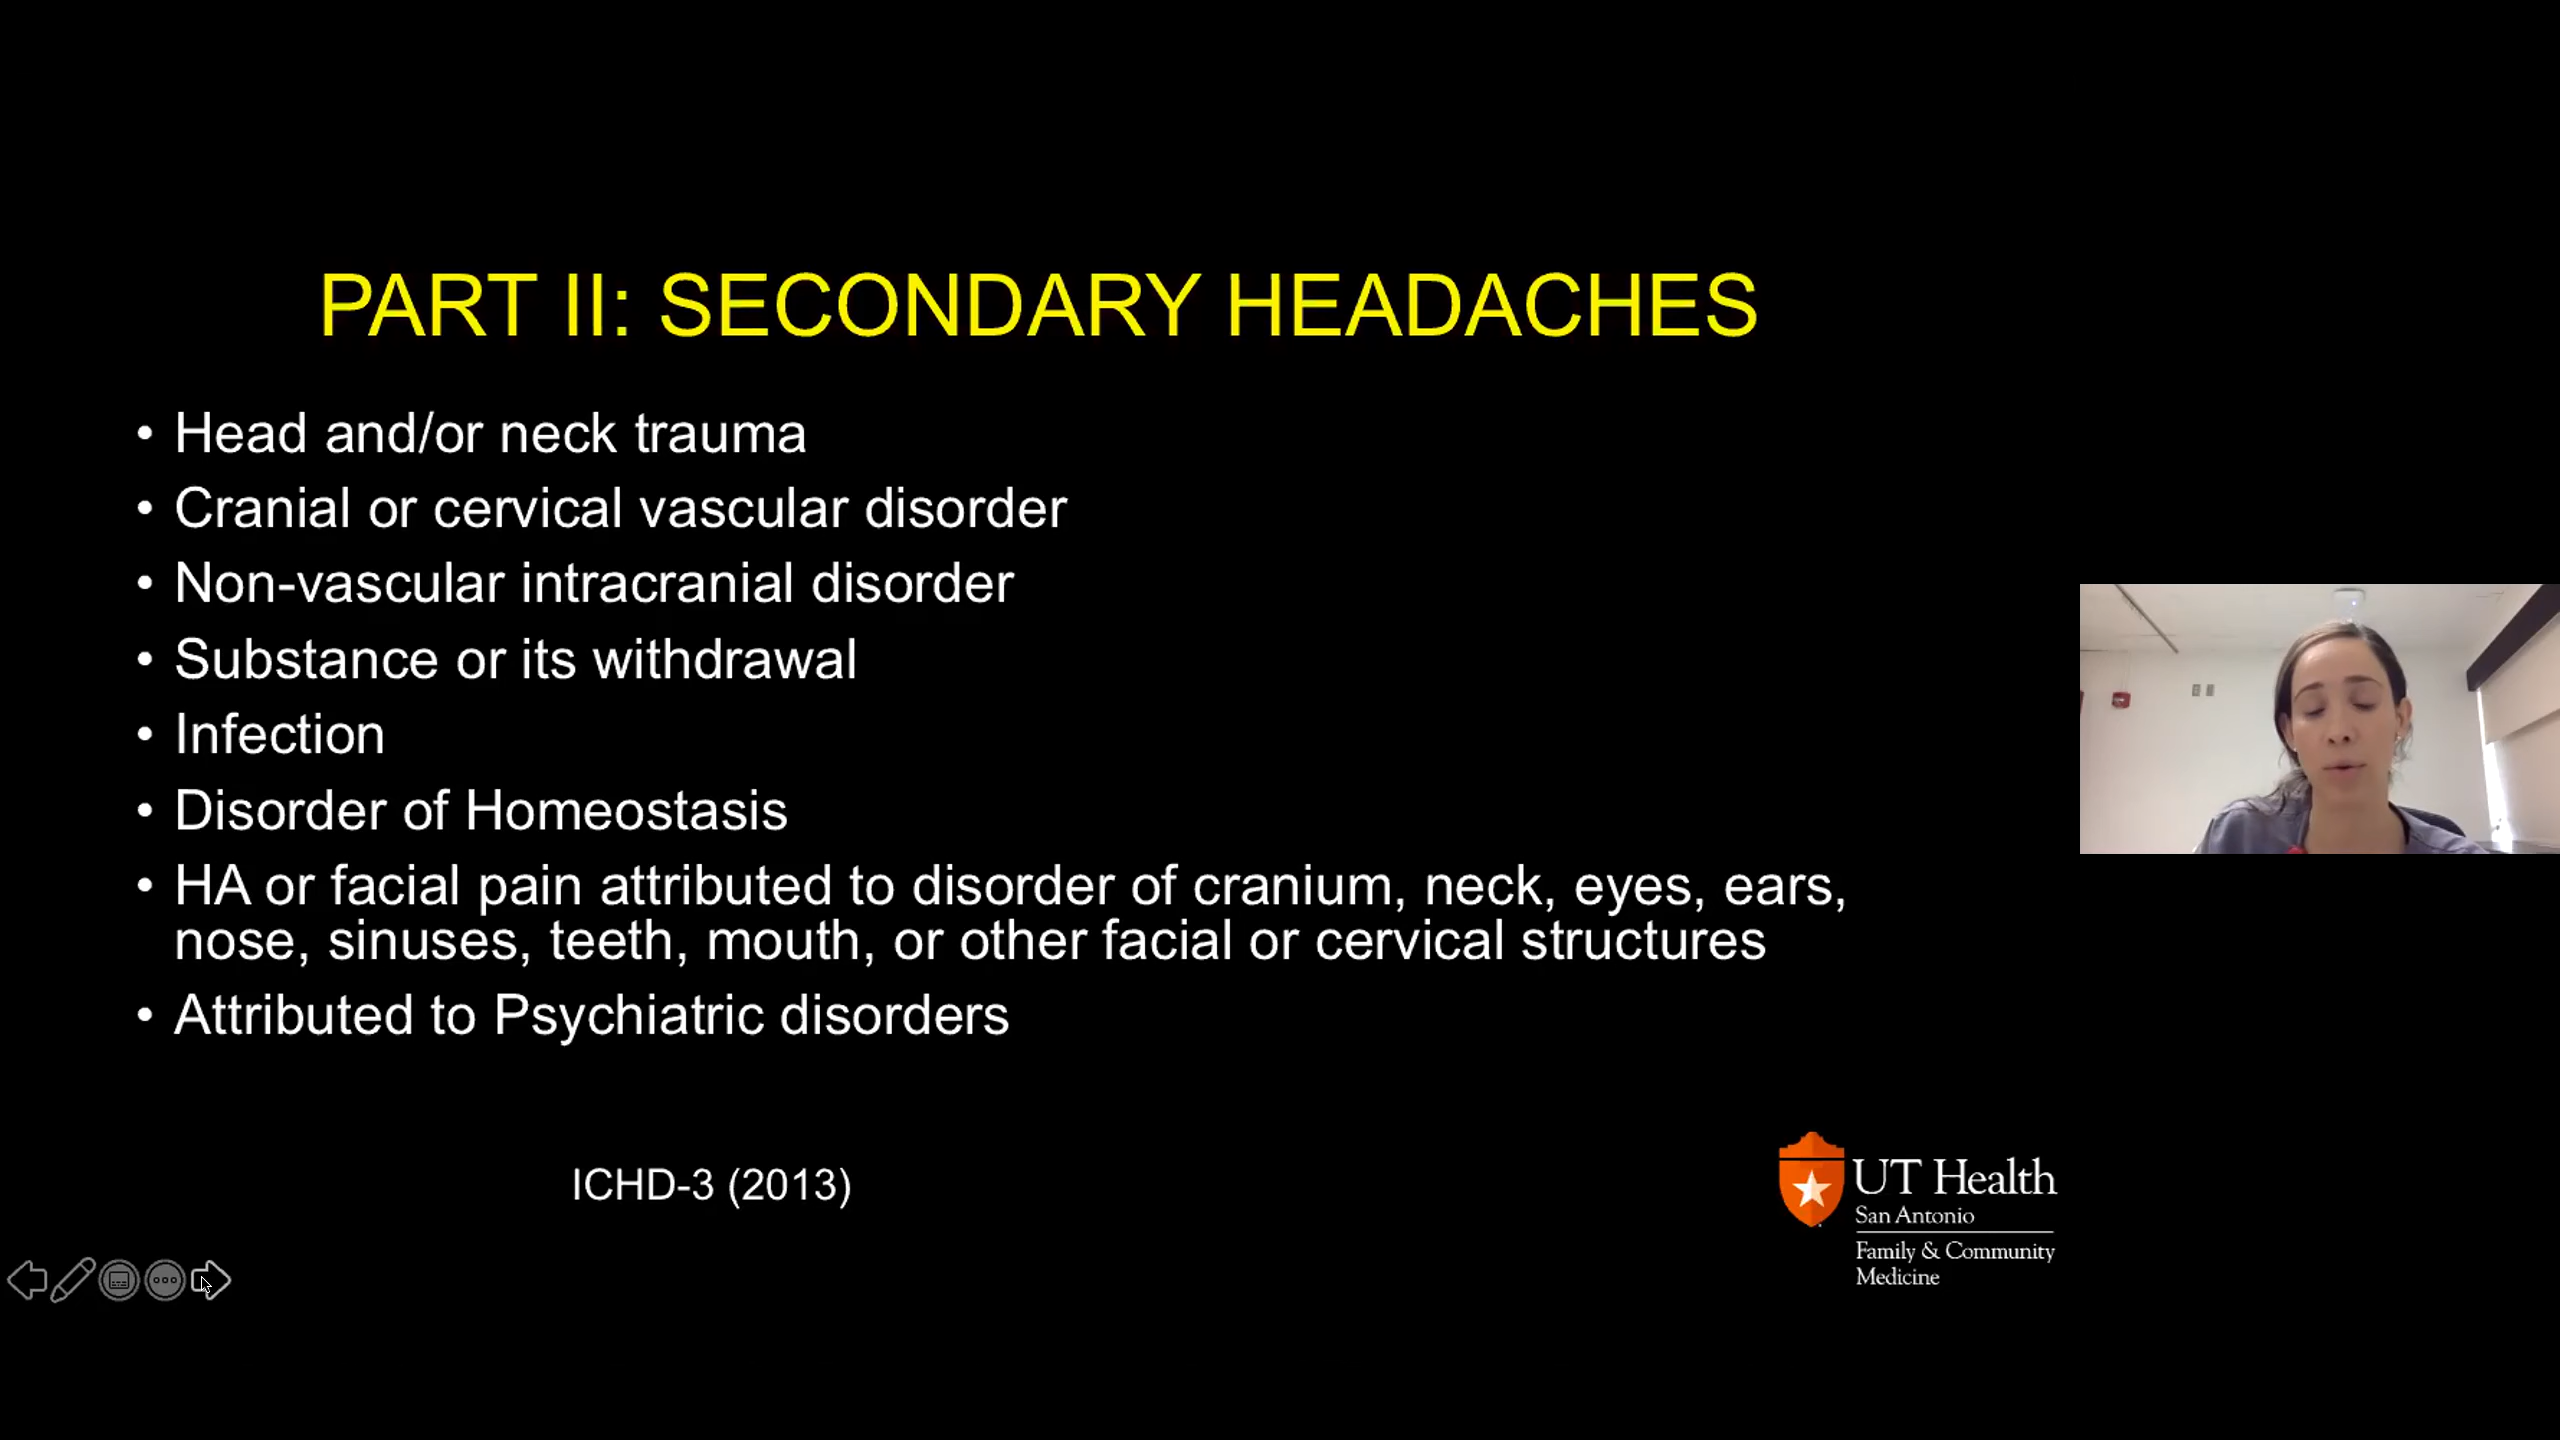 PART II: SECONDARY HEADACHES
• Head and/or neck trauma
• Cranial or cervical vascular disorder
• Non-vascular intracranial disorder
• Substance or its withdrawal
• Infection
• Disorder of Homeostasis
• HA or facial pain attributed to disorder of cranium, neck, eyes, ears,
nose, sinuses, teeth, mouth, or other facial or cervical structures
• Attributed to Psychiatric disorders
ICHD-3 (2013)
UT Health
San Antonio
Family & Community
Medicine